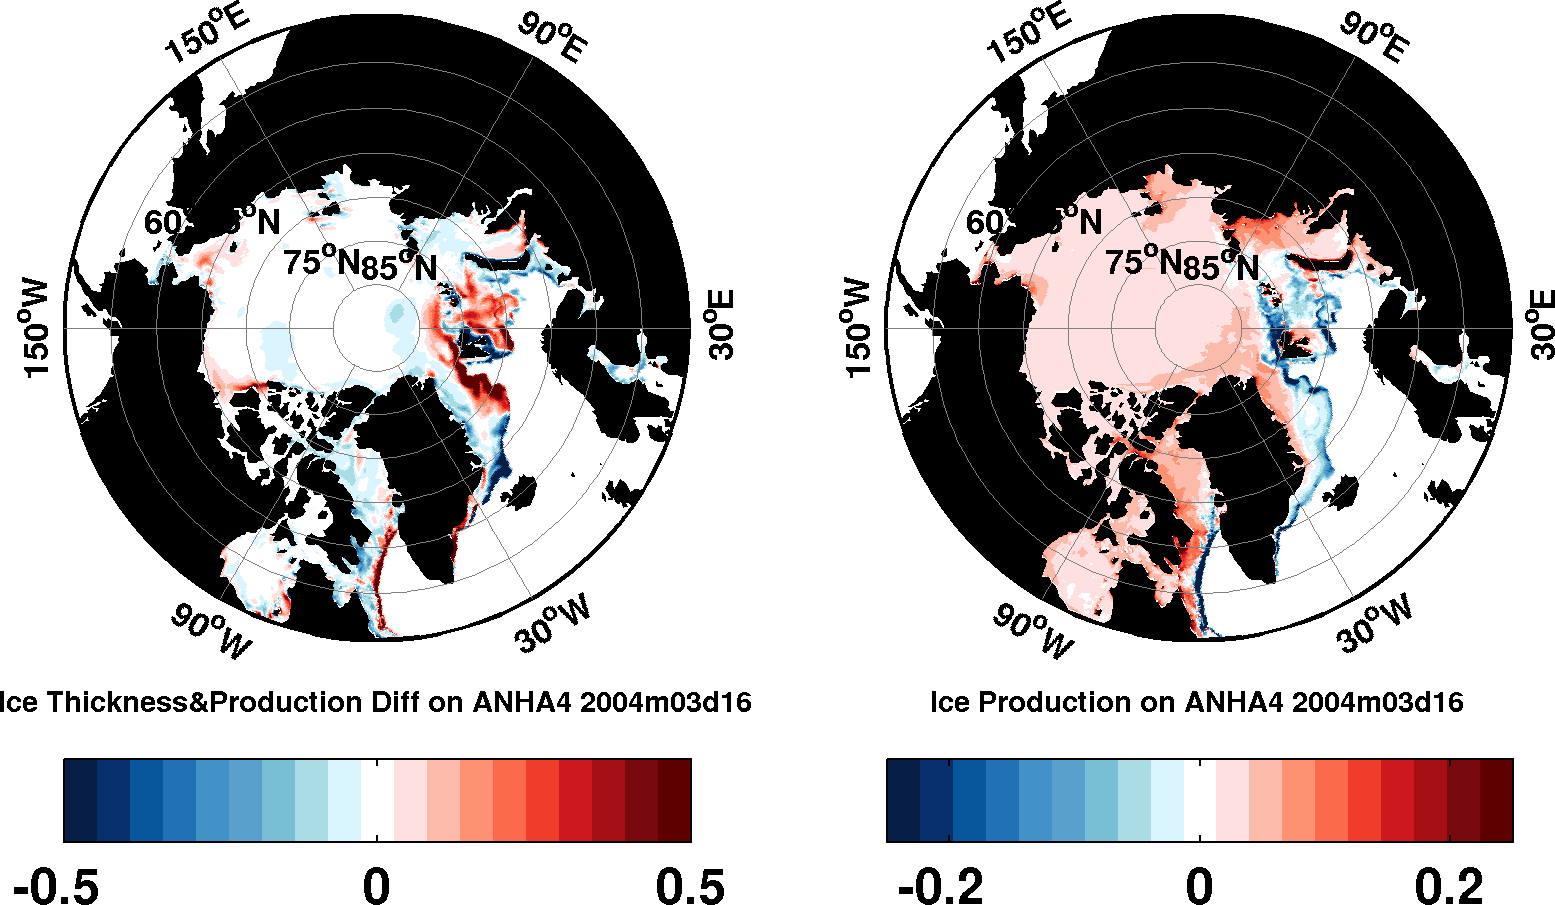 150°E 90°E 150°E 90°E
60 5°N 60 5°N
75°N 85°N 75°N 85°N
150°W 30°E 150°W 30°E
90°W 30°W 90°W 30°W
Ice Thickness&Production Diff on ANHA4 2004m03d16 Ice Production on ANHA4 2004m03d16
-0.5 0 0.5 -0.2 0 0.2